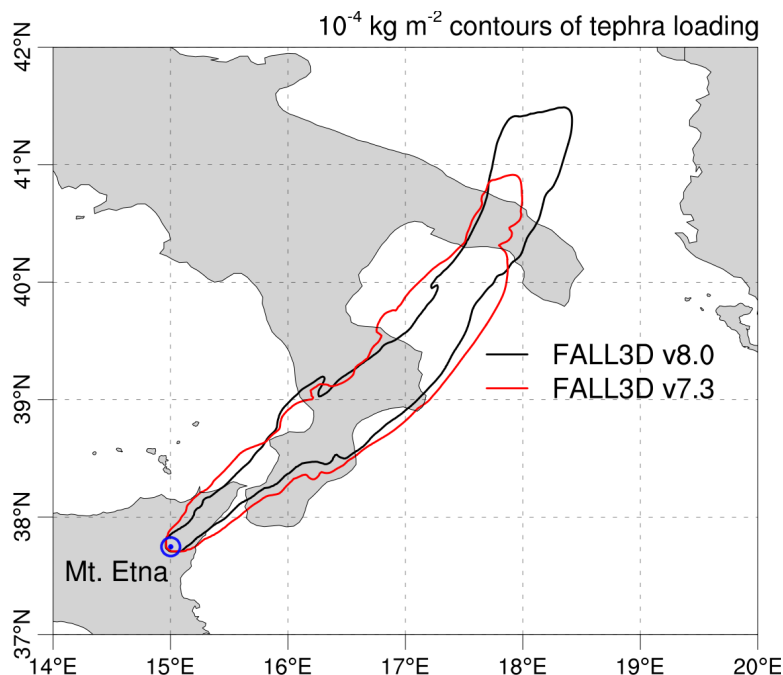 10⁻⁴ kg m⁻² contours of tephra loading
42°N
41°N
40°N
39°N
38°N
37°N
FALL3D v8.0
FALL3D v7.3
Mt. Etna
14°E 15°E 16°E 17°E 18°E 19°E 20°E